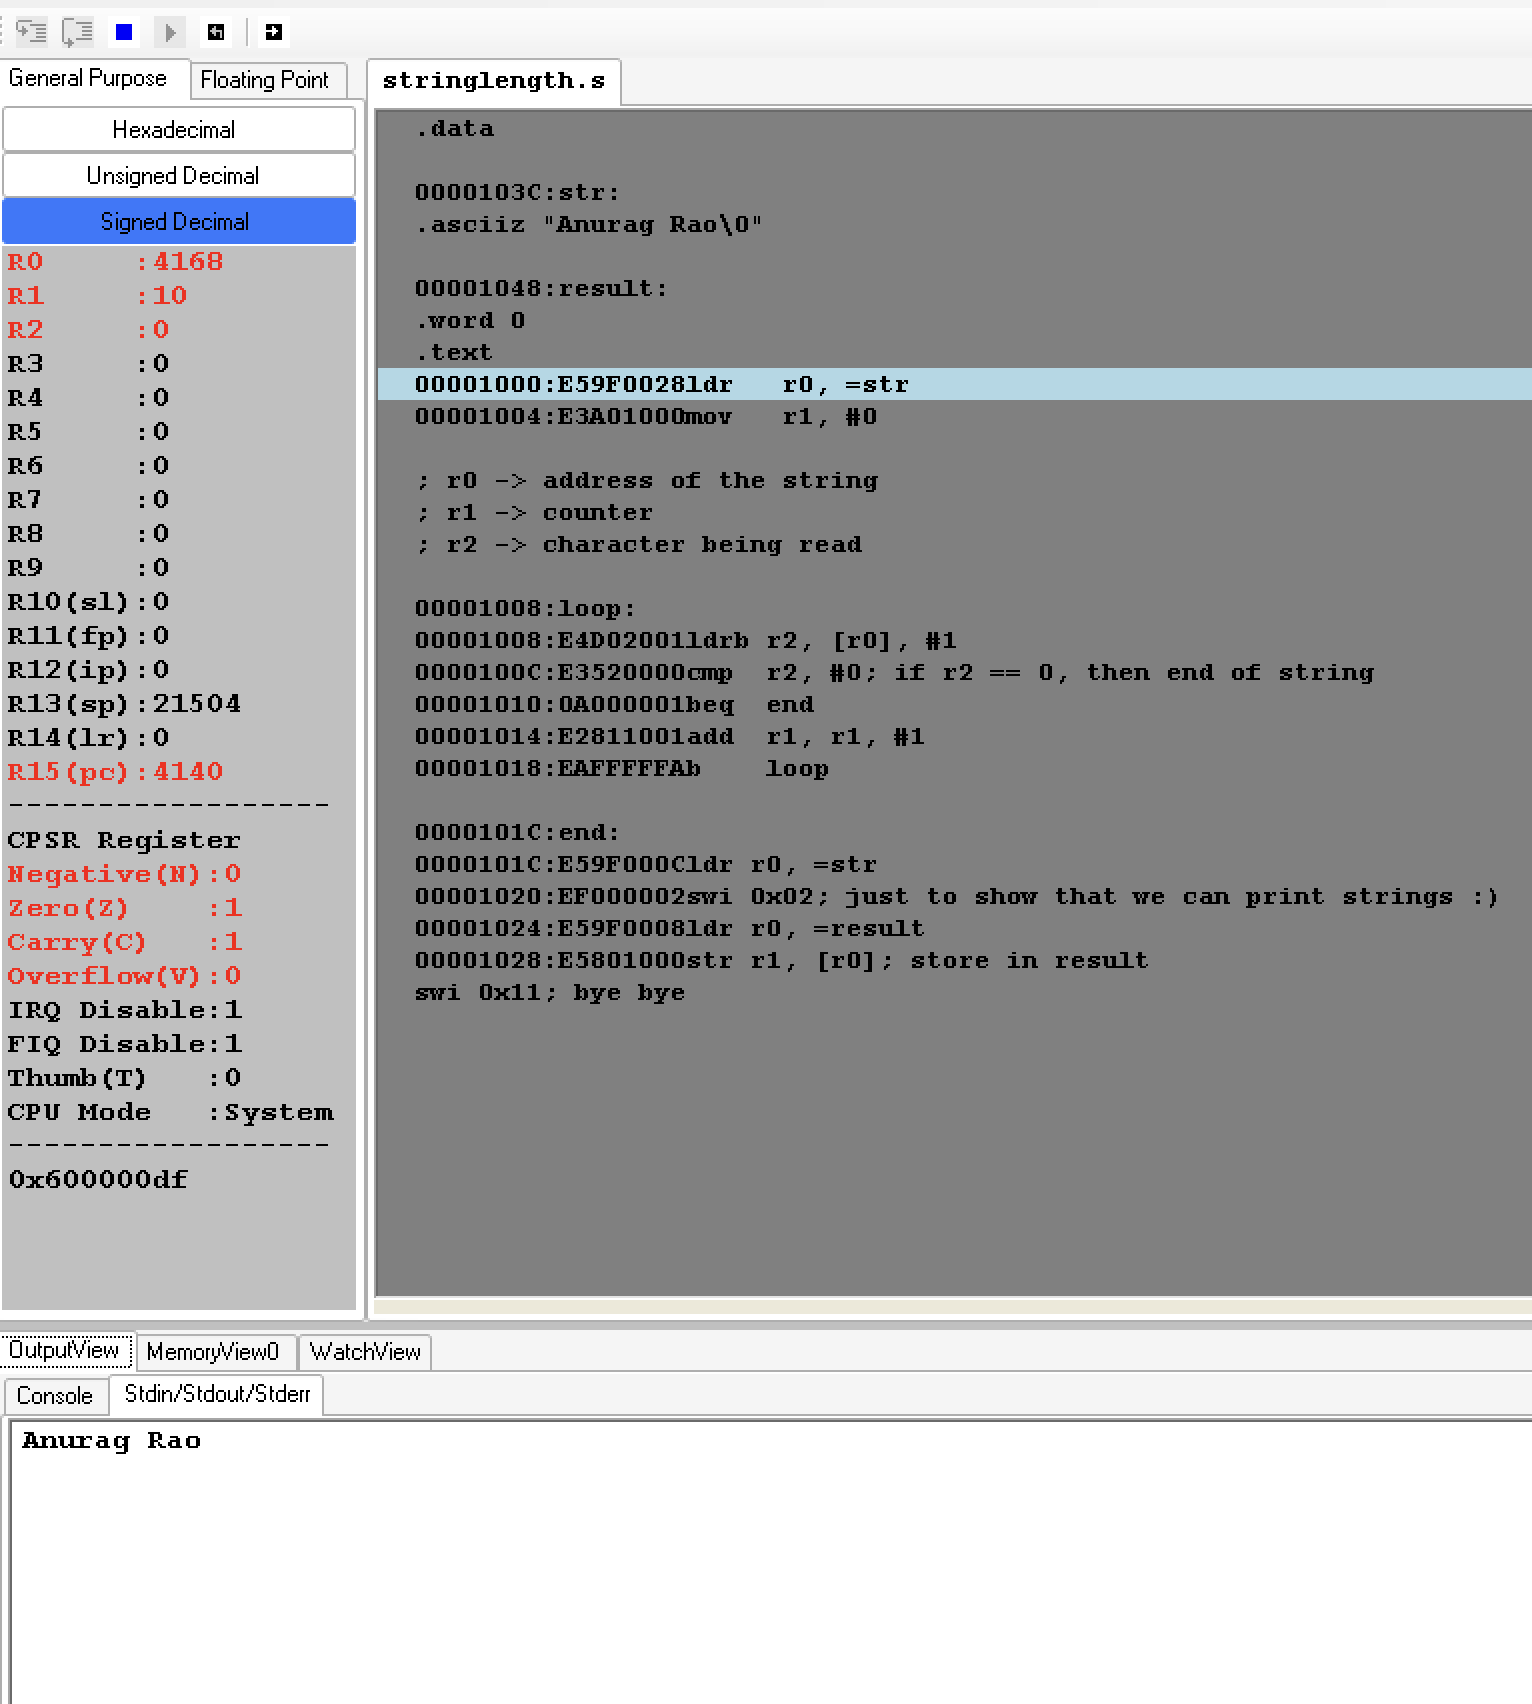 General Purpose
Floating Point
stringlength.s
Hexadecimal
Unsigned Decimal
Signed Decimal
R0 :4168
R1 :10
R2 :0
R3 :0
R4 :0
R5 :0
R6 :0
R7 :0
R8 :0
R9 :0
R10(sl):0
R11(fp):0
R12(ip):0
R13(sp):21504
R14(lr):0
R15(pc):4140
------------------
CPSR Register
Negative(N):0
Zero(Z) :1
Carry(C) :1
Overflow(V):0
IRQ Disable:1
FIQ Disable:1
Thumb(T) :0
CPU Mode :System
------------------
0x600000df
.data
0000103C:str:
.asciiz "Anurag Rao\0"
00001048:result:
.word 0
.text
00001000:E59F0028ldr r0, =str
00001004:E3A01000mov r1, #0
; r0 -> address of the string
; r1 -> counter
; r2 -> character being read
00001008:loop:
00001008:E4D02001ldrb r2, [r0], #1
0000100C:E3520000cmp r2, #0; if r2 == 0, then end of string
00001010:0A000001beq end
00001014:E2811001add r1, r1, #1
00001018:EAFFFFFAb loop
0000101C:end:
0000101C:E59F000Cldr r0, =str
00001020:EF000002swi 0x02; just to show that we can print strings :)
00001024:E59F0008ldr r0, =result
00001028:E5801000str r1, [r0]; store in result
swi 0x11; bye bye
OutputView
MemoryView0
WatchView
Console
Stdin/Stdout/Stderr
Anurag Rao